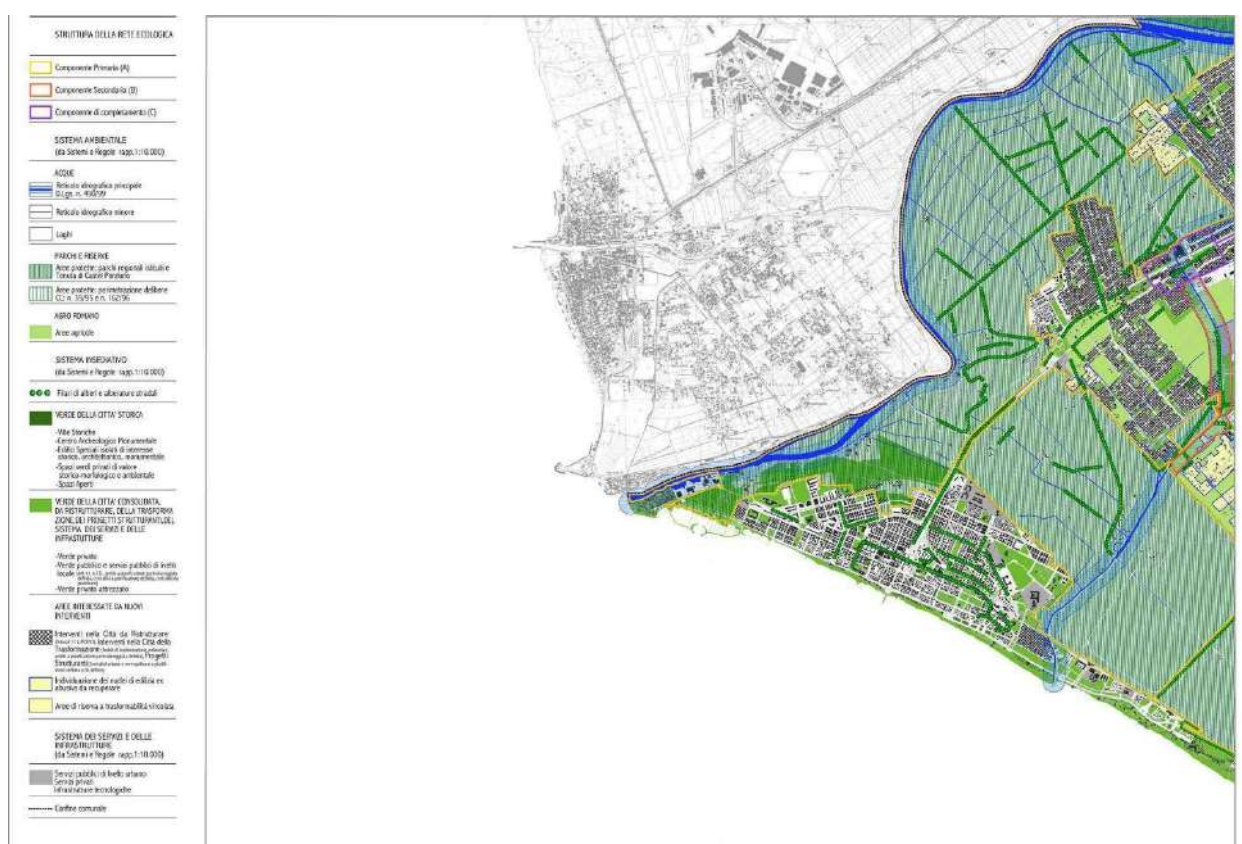 STRUTTURA DELLA RETE ECOLOGICA
Componente Primaria (A)
Componente Secondaria (B)
Componente di completamento (C)
SISTEMA AMBIENTALE
(da Sistemi e Regole rapp.1:10.000)
ACQUE
Reticolo idrografico principale
D.Lgs. n. 490/99
Reticolo idrografico minore
Laghi
PARCHI E RISERVE
Aree protette: parchi regionali istituiti e
Tenuta di Castel Porziano
Aree protette: perimetrazione delibere
AGRO ROMANO
Aree agricole
SISTEMA INSEDIATIVO
(da Sistemi e Regole rapp.1:10.000)
Filari di alberi e alberature stradali
VERDE DELLA CITTA' STORICA
-Ville Storiche
-Centro Archeologico Monumentale
-Edifici Speciali isolati di interesse
storico, architettonico, monumentale
-Spazi verdi privati di valore
storico-morfologico e ambientale
-Spazi Aperti
VERDE DELLA CITTA' CONSOLIDATA,
DA RISTRUTTURARE, DELLA TRASFORMA
ZIONE, DEI PROGETTI STRUTTURANTI, DEL
SISTEMA DEI SERVIZI E DELLE
INFRASTRUTTURE
-Verde privato
-Verde pubblico e servizi pubblici di livello
locale
-Verde privato attrezzato
AREE INTERESSATE DA NUOVI
INTERVENTI
Interventi nella Città da Ristrutturare
Interventi nella Città della
Trasformazione
Progetti
Strutturanti
Individuazione dei nuclei di edilizia ex
abusiva da recuperare
Aree di riserva a trasformabilità vincolata
SISTEMA DEI SERVIZI E DELLE
INFRASTRUTTURE
(da Sistemi e Regole rapp.1:10.000)
Servizi pubblici di livello urbano
Servizi privati
Infrastrutture tecnologiche
Confine comunale